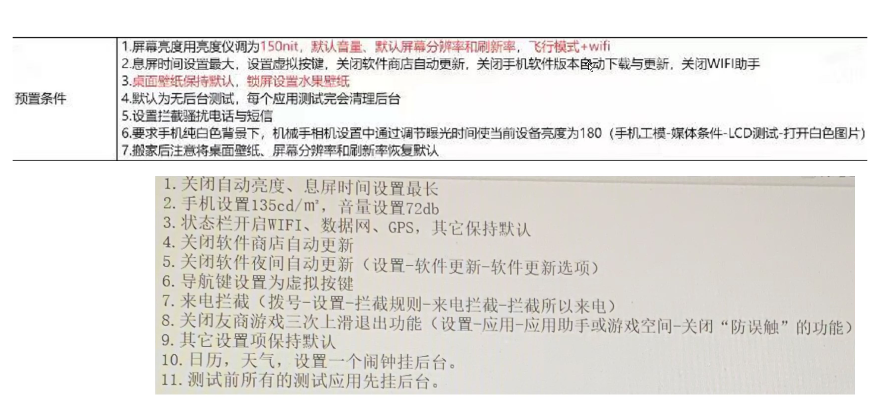 1.屏幕亮度用亮度仪调为150nit，默认音量、默认屏幕分辨率和刷新率，飞行模式+wifi
2.息屏时间设置最大，设置虚拟按键，关闭软件商店自动更新，关闭手机软件版本自动下载与更新，关闭WIFI助手
3.桌面壁纸保持默认，锁屏设置水果壁纸
预置条件
4.默认为无后台测试，每个应用测试完会清理后台
5.设置拦截骚扰电话与短信
6.要求手机纯白色背景下，机械手相机设置中通过调节曝光时间使当前设备亮度为180（手机工模-媒体条件-LCD测试-打开白色图片)
7.搬家后注意将桌面壁纸、屏幕分辨率和刷新率恢复默认
1.关闭自动亮度、息屏时间设置最长
2.手机设置135cd/㎡，音量设置72db
3.状态栏开启WIFI、数据网、GPS，其它保持默认
4.关闭软件商店自动更新
5.关闭软件夜间自动更新（设置-软件更新-软件更新选项）
6.导航键设置为虚拟按键
7.来电拦截（拨号-设置-拦截规则-来电拦截-拦截所以来电）
8.关闭友商游戏三次上滑退出功能（设置-应用-应用助手或游戏空间-关闭“防误触”的功能）
9.其它设置项保持默认
10.日历，天气，设置一个闹钟挂后台。
11.测试前所有的测试应用先挂后台。